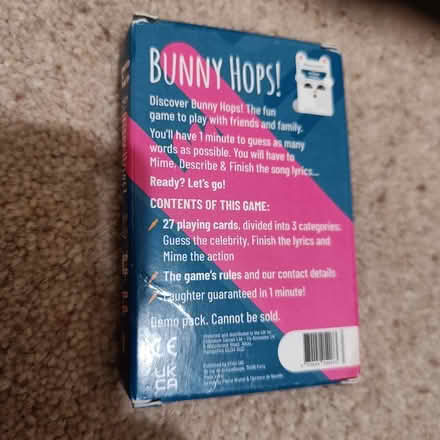 BUNNY HOPS!
Discover Bunny Hops! The fun
game to play with friends and family.
You'll have 1 minute to guess as many
words as possible. You will have to
Mime, Describe & Finish the song lyrics...
Ready? Let's go!
CONTENTS OF THIS GAME:
27 playing cards, divided into 3 categories:
Guess the celebrity, Finish the lyrics and
Mime the action
The game's rules and our contact details
Laughter guaranteed in 1 minute!
Demo pack. Cannot be sold.
CE
UK
CA